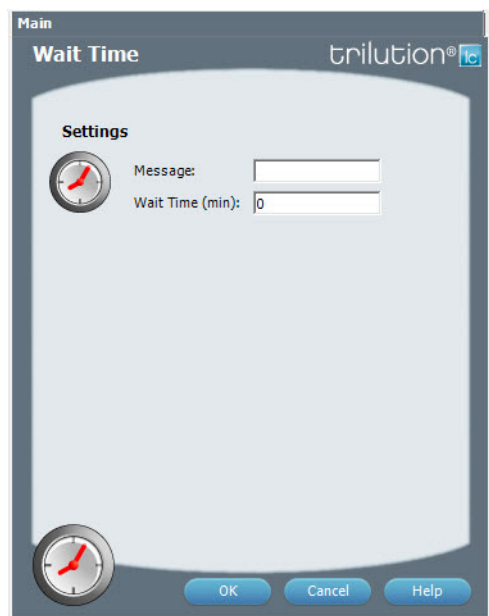 Main
Wait Time
trilution® lc
Settings
Message:
Wait Time (min): 0
OK Cancel Help